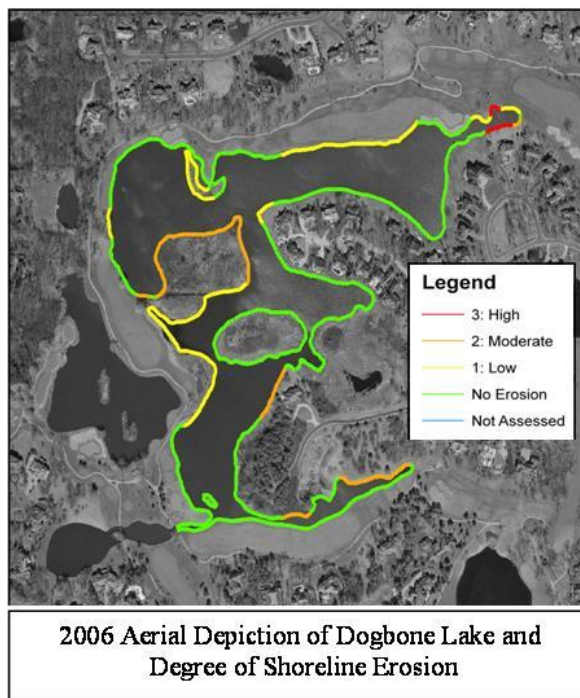 Legend
3: High
2: Moderate
1: Low
No Erosion
Not Assessed
2006 Aerial Depiction of Dogbone Lake and
Degree of Shoreline Erosion